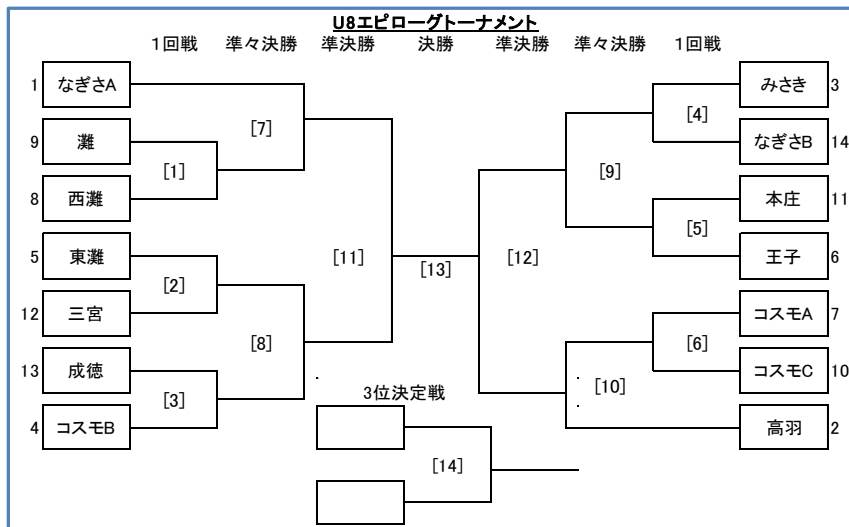 U8エピローグトーナメント
1回戦 準々決勝 準決勝 決勝 準決勝 準々決勝 1回戦
1 なぎさA みさき 3
[7] [4]
9 灘 なぎさB 14
[1] [9]
8 西灘 本庄 11
[5]
5 東灘 [11] [13] [12] 王子 6
[2]
12 三宮 コスモA 7
[8] [6]
13 成徳 コスモC 10
[3] 3位決定戦 [10]
4 コスモB 高羽 2
[14]